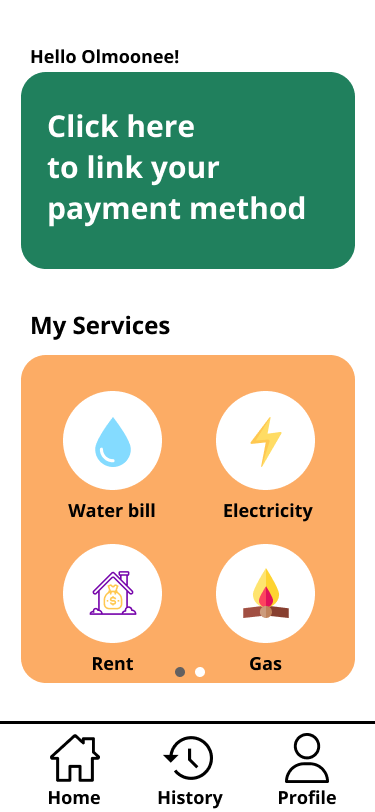 Hello Olmoonee!
Click here
to link your
payment method
My Services
Water bill
Electricity
$
Rent
Gas
Home
History
Profile